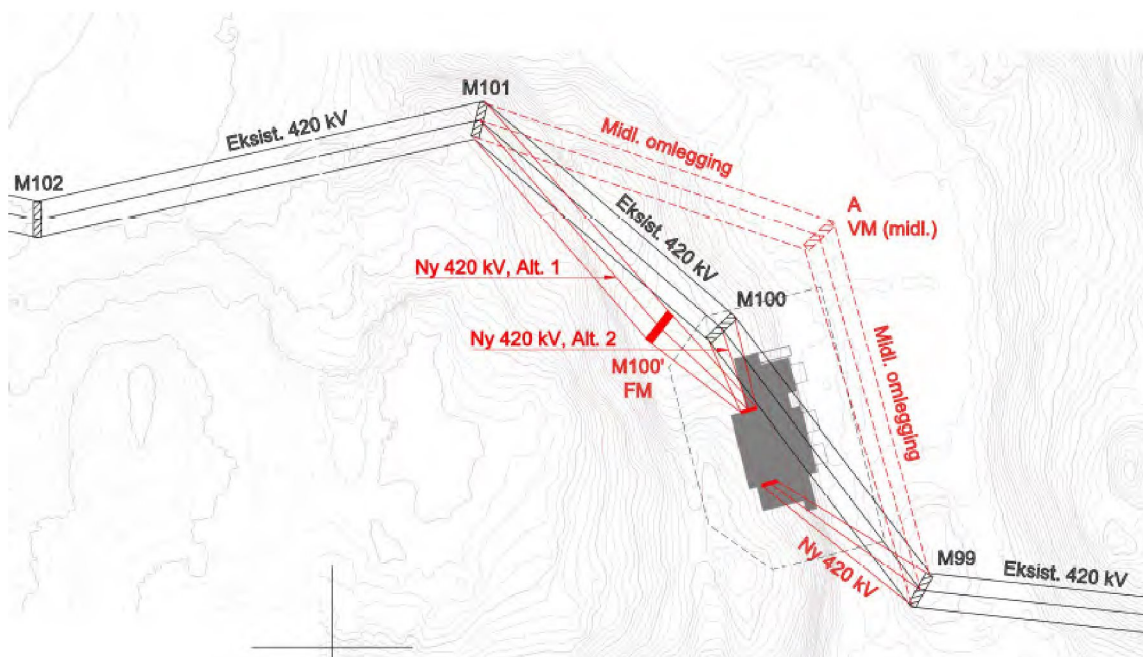 M101
Eksist. 420 kV
Midl. omlegging
M102
A
VM (midl.)
Eksist. 420 kV
Ny 420 kV, Alt. 1
M100
Ny 420 kV, Alt. 2
M100'
FM
Midl. omlegging
Ny 420 kV
M99
Eksist. 420 kV